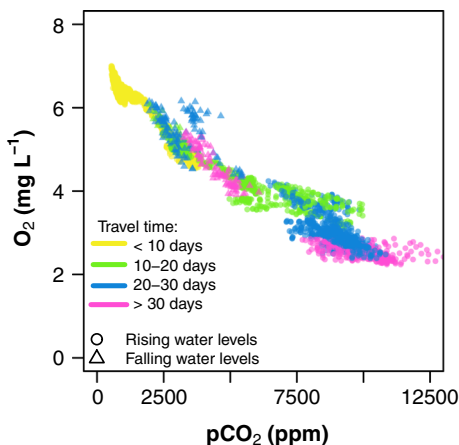 8
6
4
2
0
O₂ (mg L⁻¹)
Travel time:
< 10 days
10–20 days
20–30 days
> 30 days
Rising water levels
Falling water levels
0 2500 7500 12500
pCO₂ (ppm)